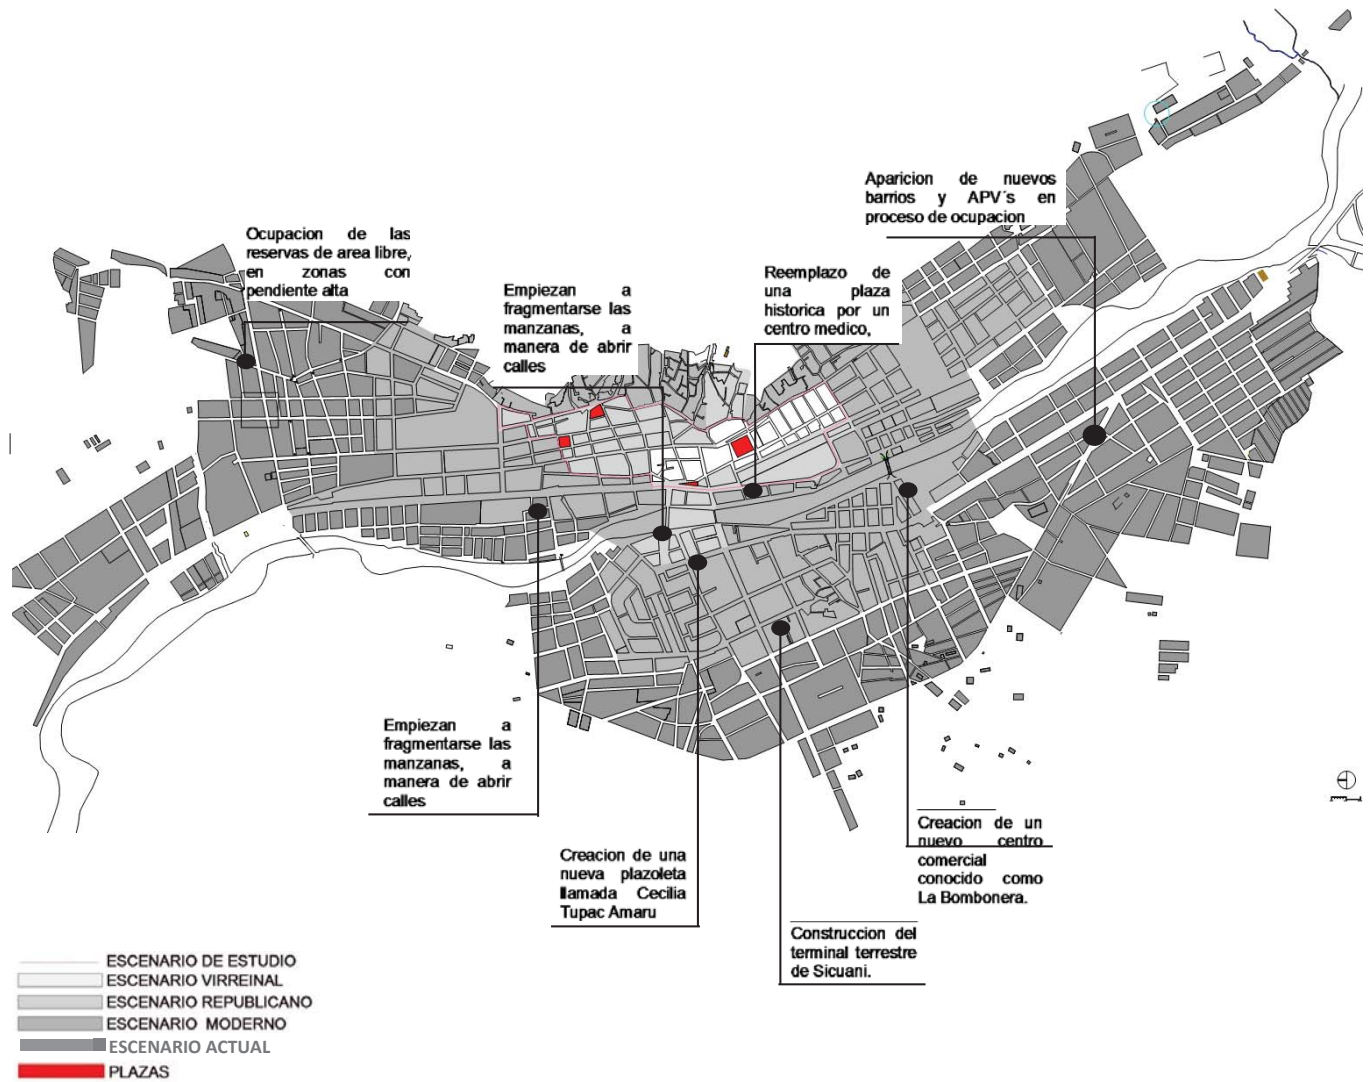 Aparicion de nuevos
barrios y APV´s en
proceso de ocupacion
Ocupacion de las
reservas de area libre,
en zonas con
pendiente alta
Empiezan a
fragmentarse las
manzanas, a
manera de abrir
calles
Reemplazo de
una plaza
historica por un
centro medico,
Empiezan a
fragmentarse las
manzanas, a
manera de abrir
calles
Creacion de una
nueva plazoleta
llamada Cecilia
Tupac Amaru
Creacion de un
nuevo centro
comercial
conocido como
La Bombonera.
Construccion del
terminal terrestre
de Sicuani.
ESCENARIO DE ESTUDIO
ESCENARIO VIRREINAL
ESCENARIO REPUBLICANO
ESCENARIO MODERNO
ESCENARIO ACTUAL
PLAZAS